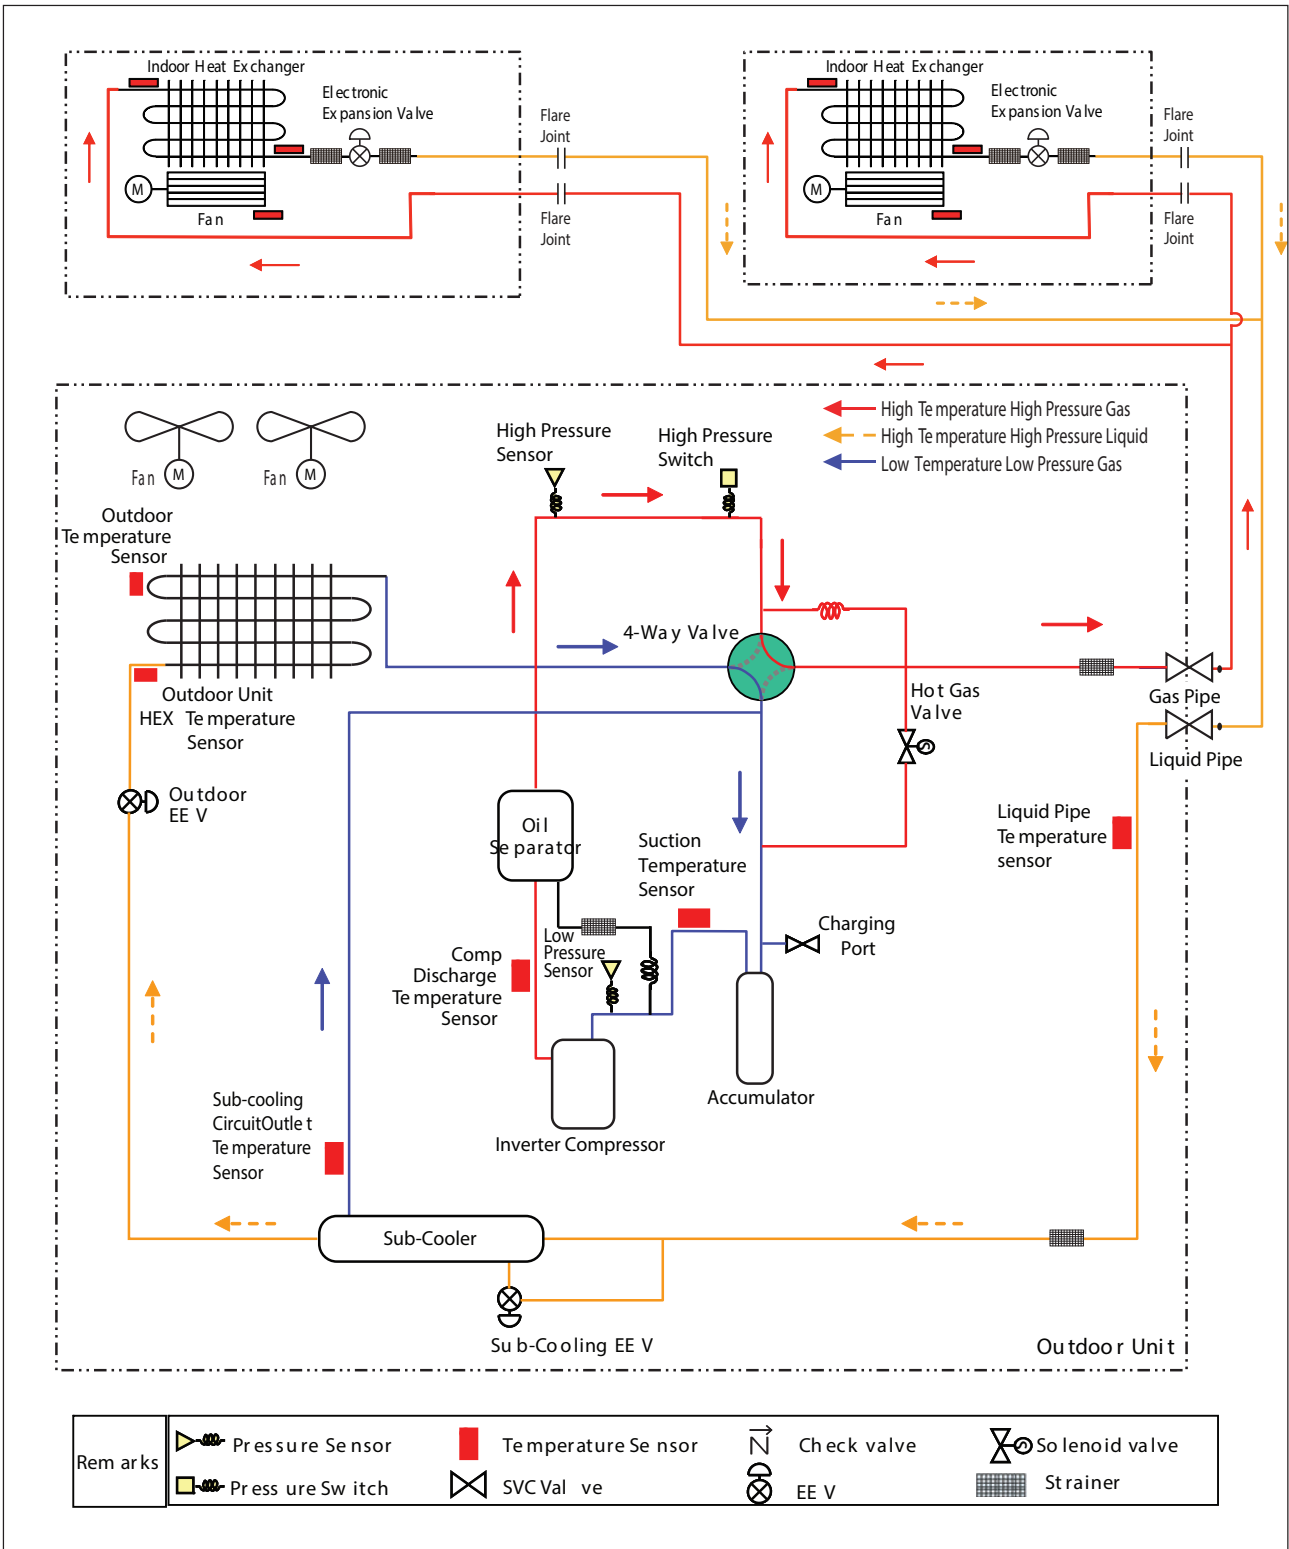 Indoor Heat Exchanger
Electronic
Expansion Valve
Flare
Joint
M
Fan
Flare
Joint
Indoor Heat Exchanger
Electronic
Expansion Valve
Flare
Joint
M
Fan
Flare
Joint
High Temperature High Pressure Gas
High Temperature High Pressure Liquid
Low Temperature Low Pressure Gas
Fan M
Fan M
High Pressure
Sensor
High Pressure
Switch
Outdoor
Temperature
Sensor
4-Way Valve
Outdoor Unit
HEX Temperature
Sensor
Hot Gas
Valve
S
Gas Pipe
Liquid Pipe
Outdoor
EEV
Oil
Separator
Suction
Temperature
Sensor
Liquid Pipe
Temperature
sensor
Charging
Port
Low
Pressure
Sensor
Comp
Discharge
Temperature
Sensor
Accumulator
Inverter Compressor
Sub-cooling
CircuitOutlet
Temperature
Sensor
Sub-Cooler
Sub-Cooling EEV
Outdoor Unit
Remarks
Pressure Sensor
Temperature Sensor
Check valve
S
Solenoid valve
Pressure Switch
SVC Valve
EEV
Strainer